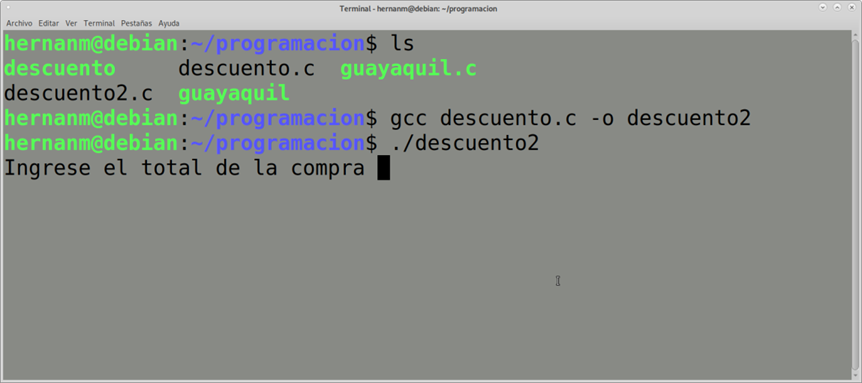 Terminal - hernanm@debian: ~/programacion
Archivo Editar Ver Terminal Pestañas Ayuda
hernanm@debian:~/programacion$ ls
descuento descuento.c guayaquil.c
descuento2.c guayaquil
hernanm@debian:~/programacion$ gcc descuento.c -o descuento2
hernanm@debian:~/programacion$ ./descuento2
Ingrese el total de la compra